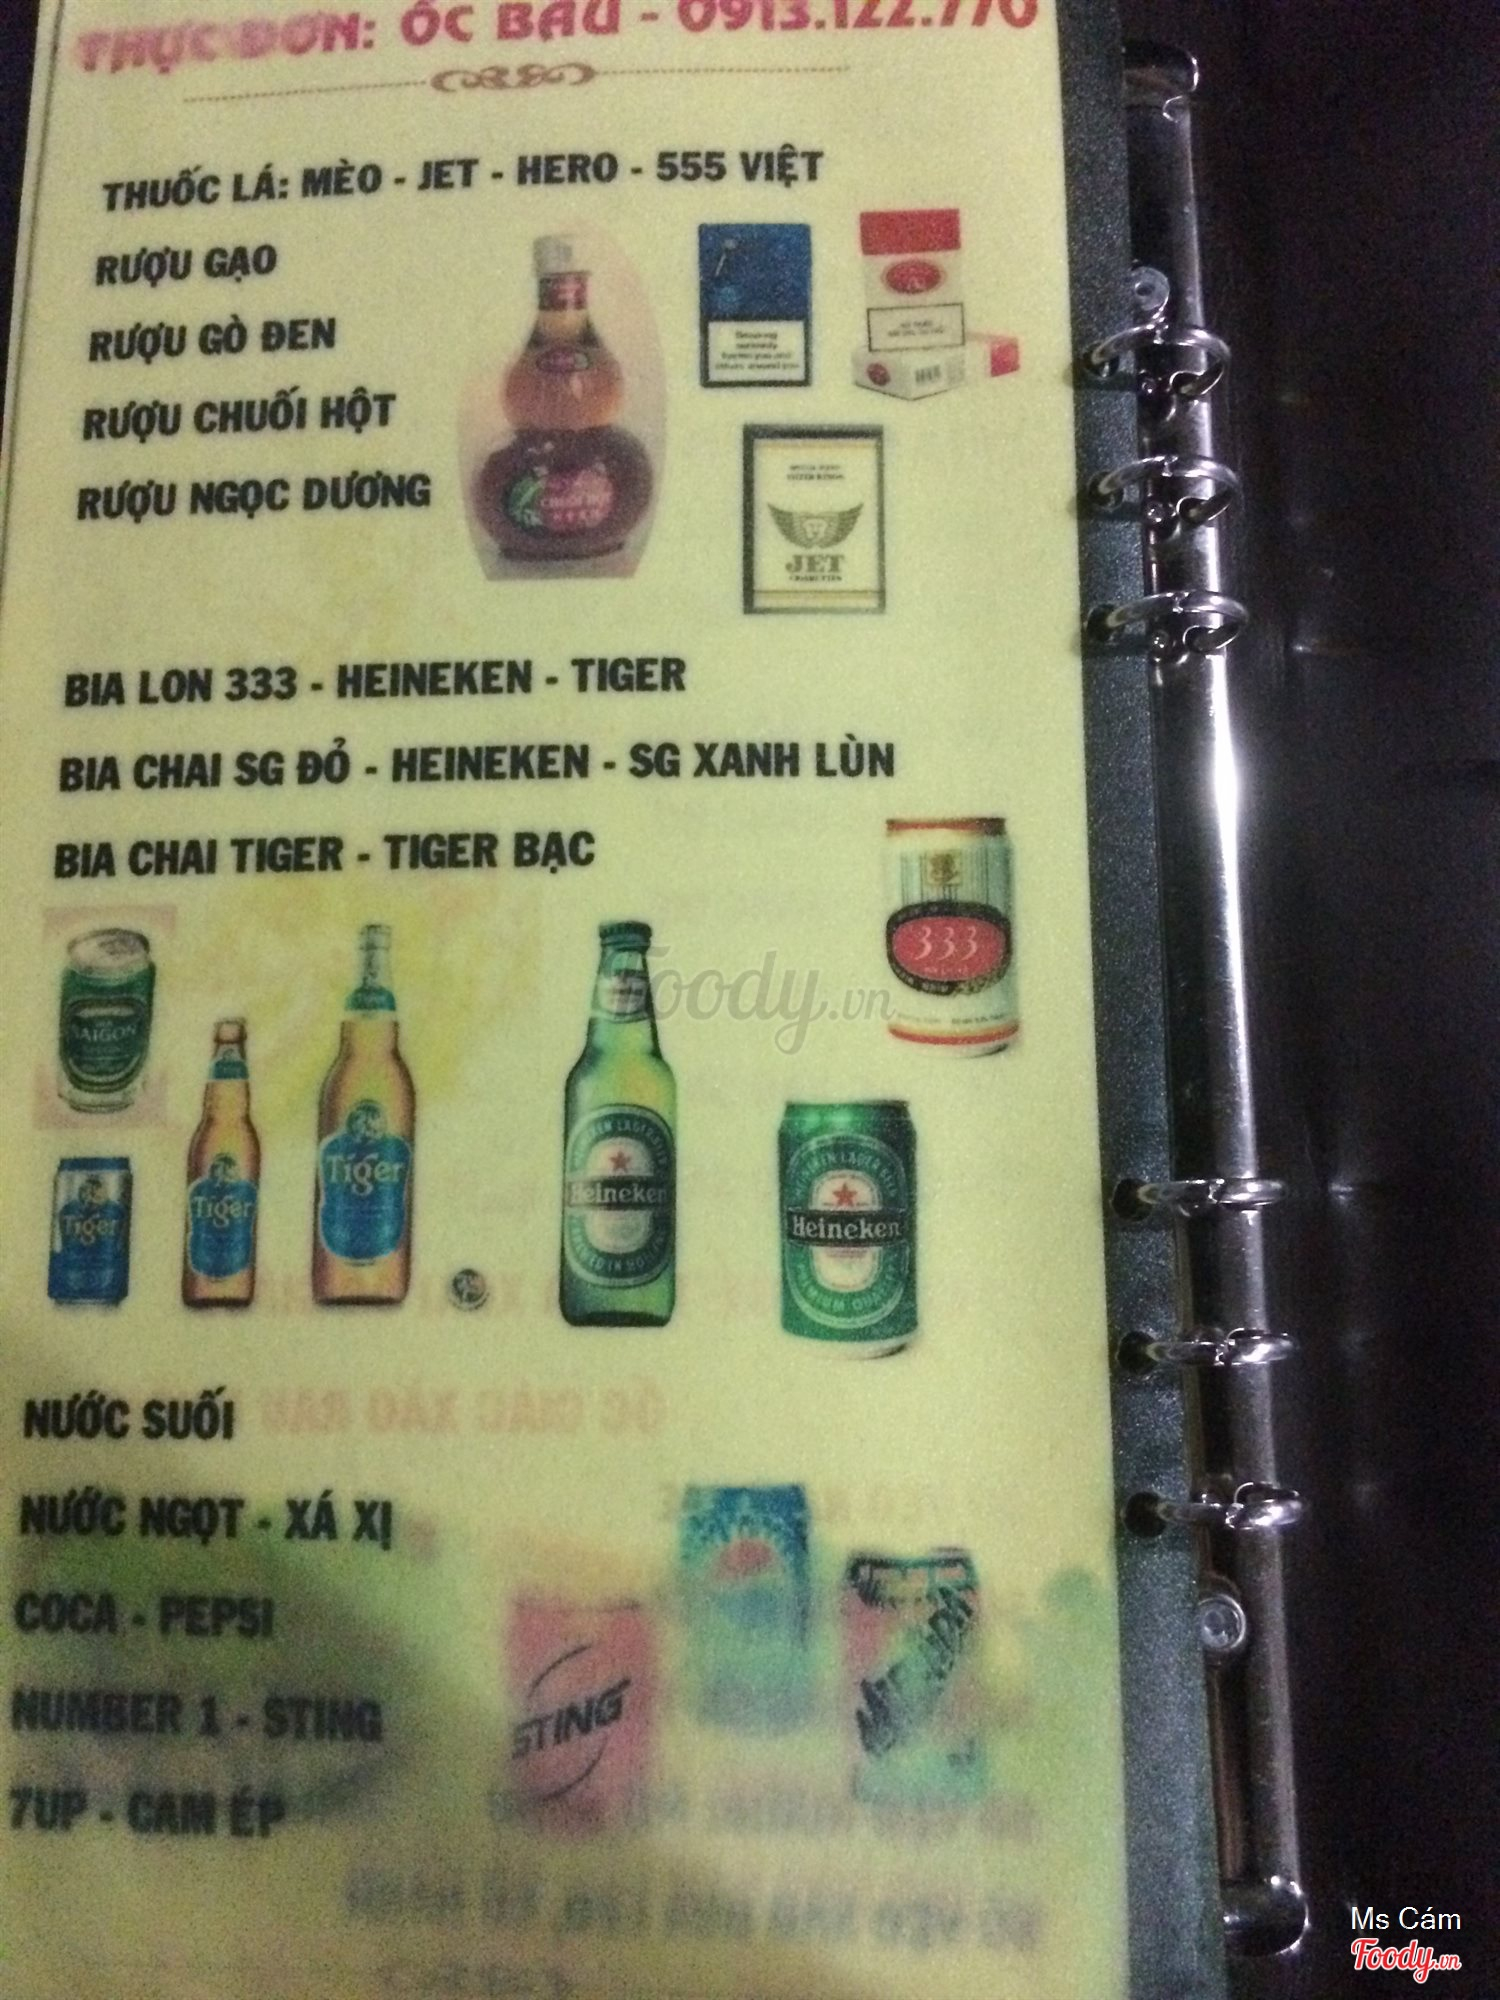 THỰC ĐƠN: ỐC BÀU - 0913.122.770
THUỐC LÁ: MÈO - JET - HERO - 555 VIỆT
RƯỢU GẠO
RƯỢU GÒ ĐEN
RƯỢU CHUỐI HỘT
RƯỢU NGỌC DƯƠNG
JET
BIA LON 333 - HEINEKEN - TIGER
BIA CHAI SG ĐỎ - HEINEKEN - SG XANH LÙN
BIA CHAI TIGER - TIGER BẠC
333
Foody.vn
SAIGON
Tiger
Tiger
Tiger
Heineken
Heineken
NƯỚC SUỐI
NƯỚC NGỌT - XÁ XỊ
COCA - PEPSI
NUMBER 1 - STING
STING
7UP - CAM ÉP
Ms Cám
Foody.vn